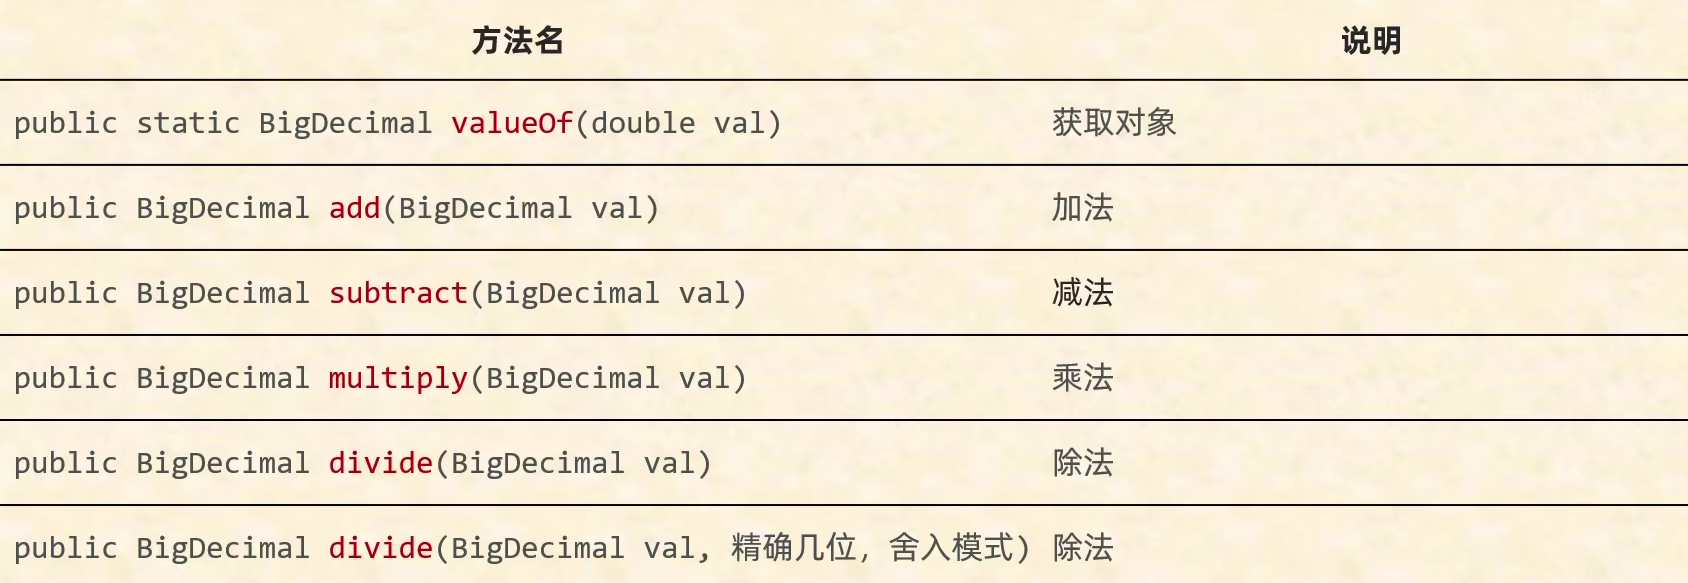 方法名 说明
public static BigDecimal valueOf(double val) 获取对象
public BigDecimal add(BigDecimal val) 加法
public BigDecimal subtract(BigDecimal val) 减法
public BigDecimal multiply(BigDecimal val) 乘法
public BigDecimal divide(BigDecimal val) 除法
public BigDecimal divide(BigDecimal val, 精确几位, 舍入模式) 除法